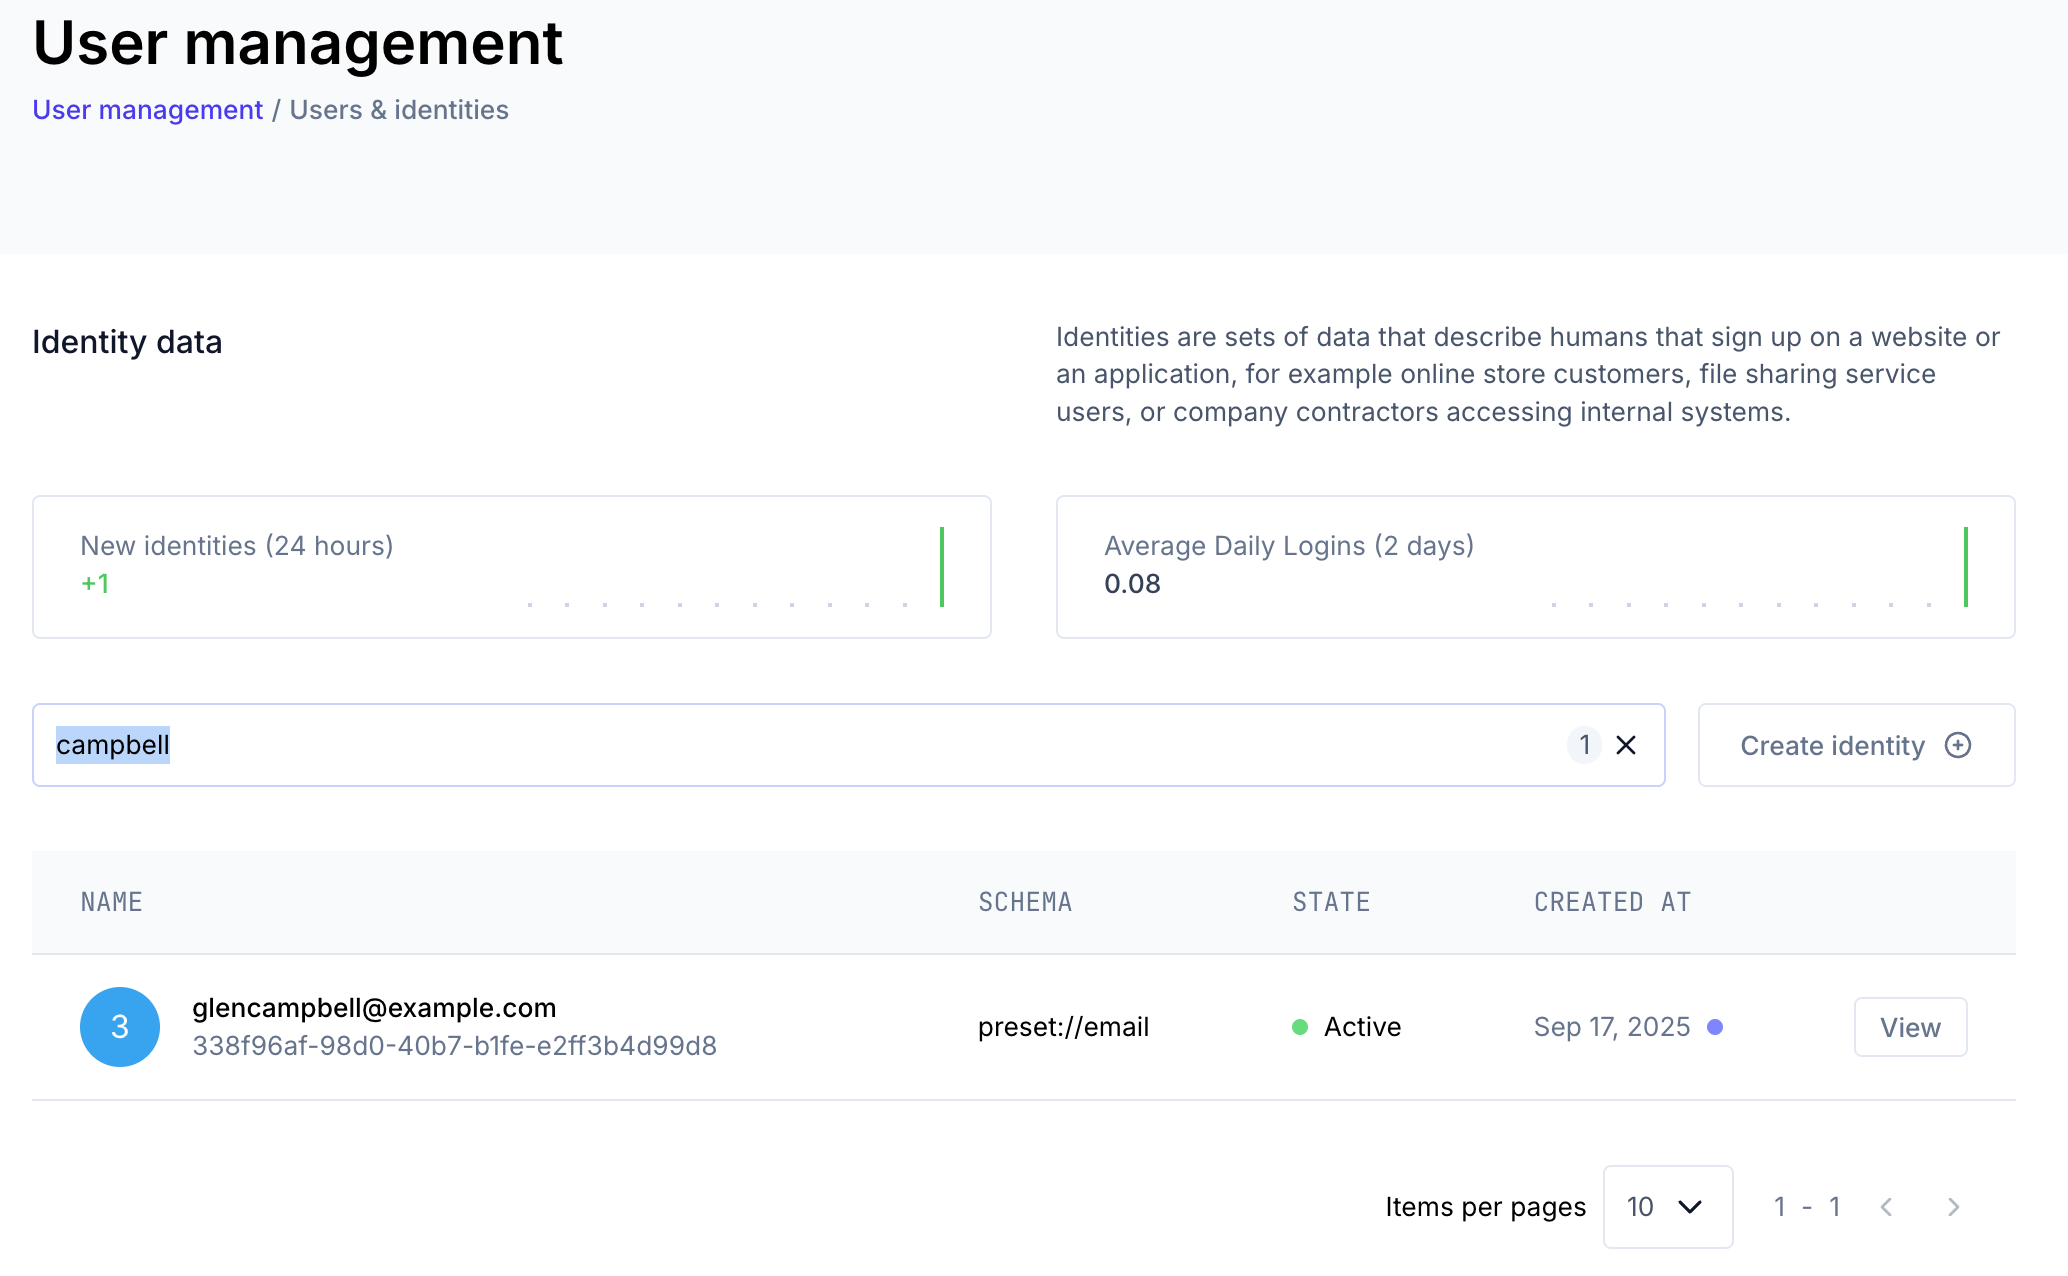 User management
User management / Users & identities
Identity data
Identities are sets of data that describe humans that sign up on a website or
an application, for example online store customers, file sharing service
users, or company contractors accessing internal systems.
New identities (24 hours)
+1
Average Daily Logins (2 days)
0.08
campbell
1
Create identity
NAME SCHEMA STATE CREATED AT
3
glencampbell@example.com
338f96af-98d0-40b7-b1fe-e2ff3b4d99d8
preset://email
Active
Sep 17, 2025
View
Items per pages 10 1 - 1